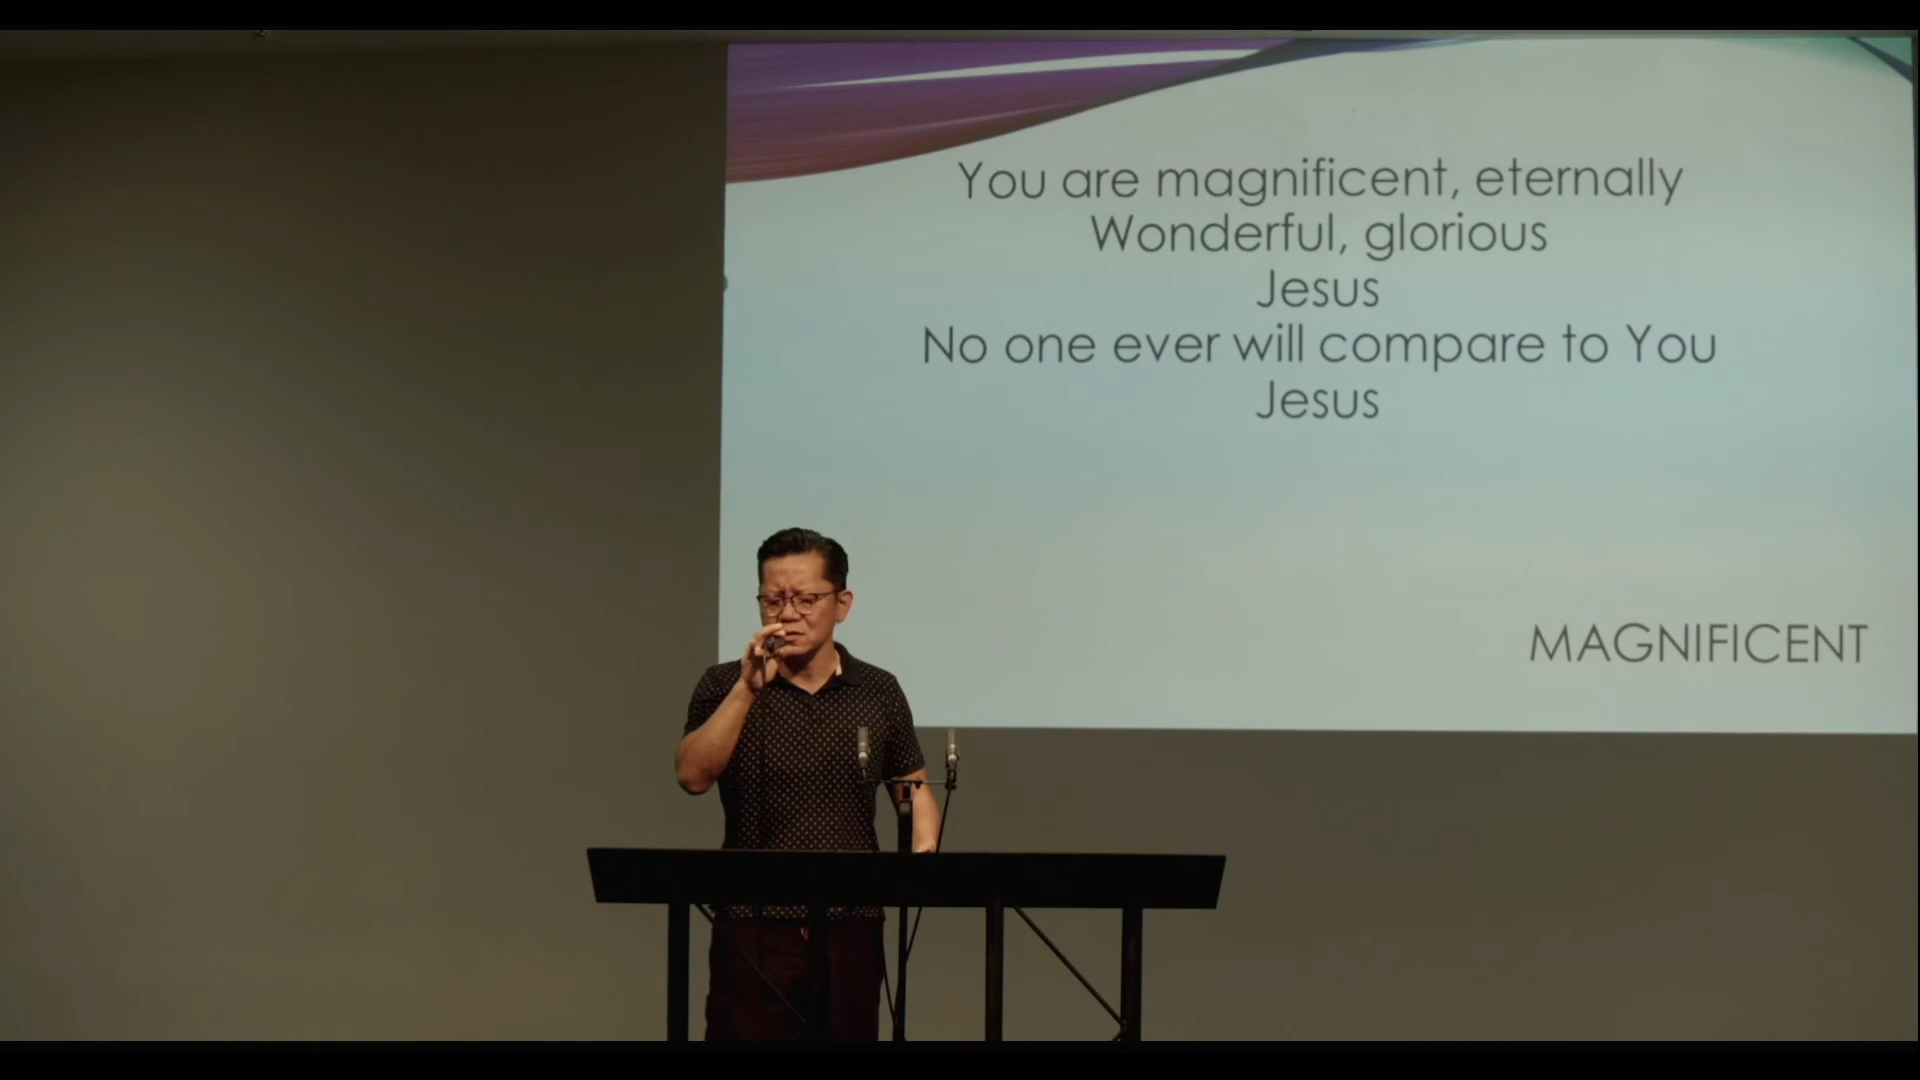 You are magnificent, eternally
Wonderful, glorious
Jesus
No one ever will compare to You
Jesus
MAGNIFICENT